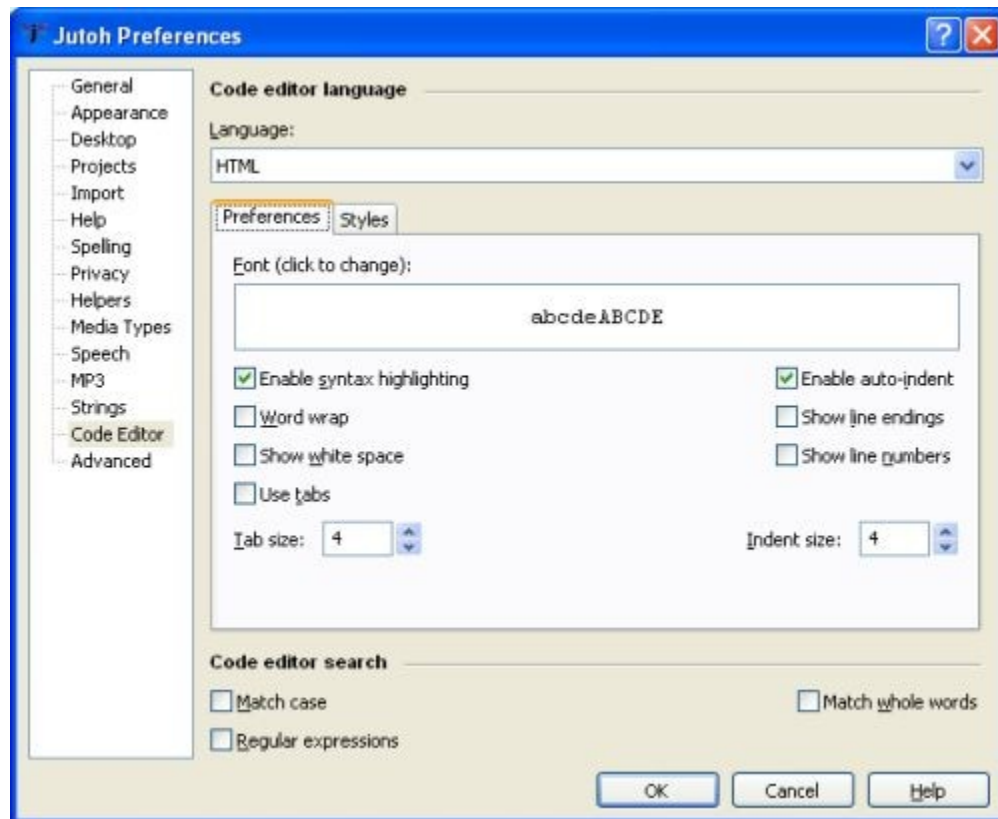 Jutoh Preferences
General
Appearance
Desktop
Projects
Import
Help
Spelling
Privacy
Helpers
Media Types
Speech
MP3
Strings
Code Editor
Advanced
Code editor language
Language:
HTML
Preferences Styles
Font (click to change):
abcdeABCDE
Enable syntax highlighting Enable auto-indent
Word wrap Show line endings
Show white space Show line numbers
Use tabs
Tab size: 4 Indent size: 4
Code editor search
Match case Match whole words
Regular expressions
OK Cancel Help